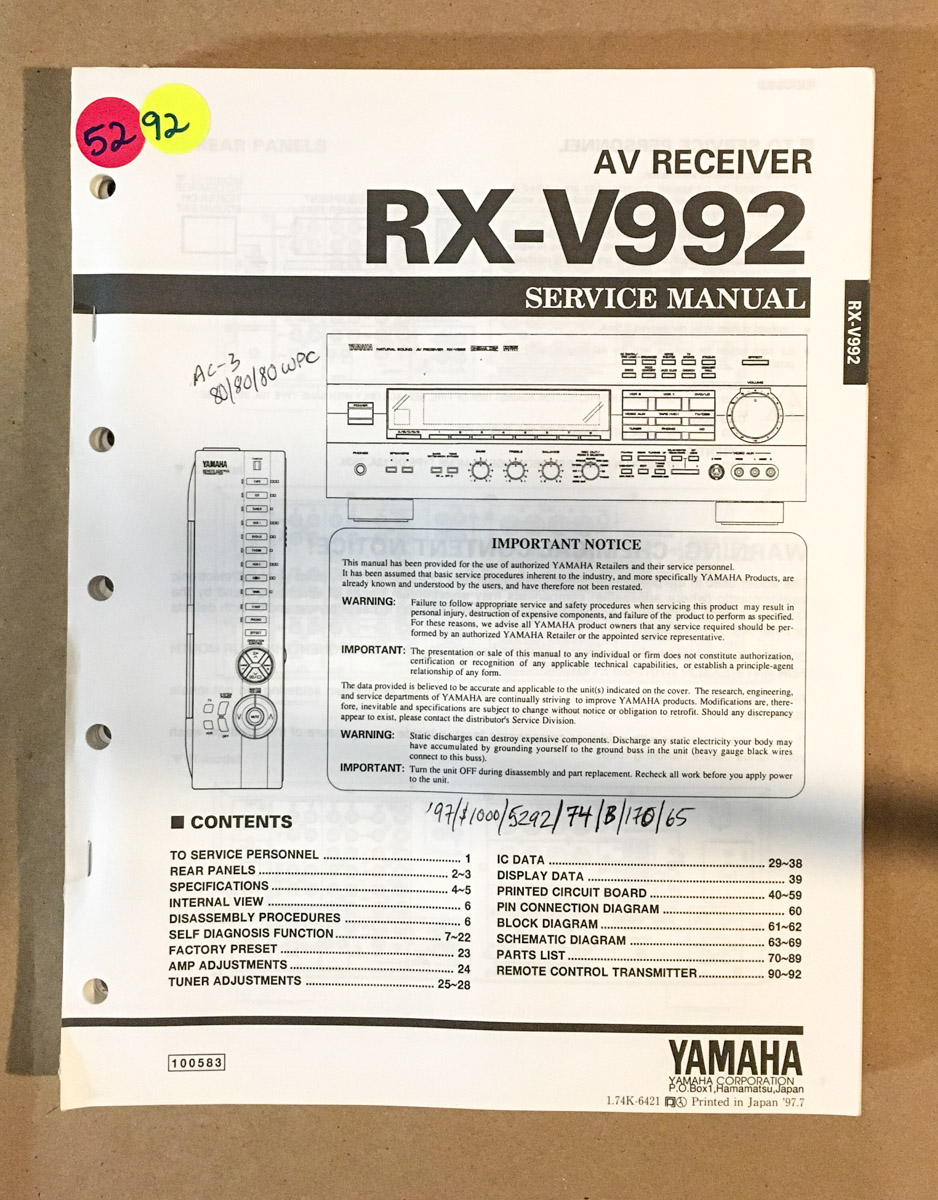 52 92
AV RECEIVER
RX-V992
SERVICE MANUAL
RX-V992
AC-3
80/80/80 WPC
YAMAHA NATURAL SOUND AV RECEIVER RX-V992
VOLUME
POWER
PHONES
SPEAKERS
BASS
TREBLE
BALANCE
VIDEO AUX
YAMAHA
IMPORTANT NOTICE
This manual has been provided for the use of authorized YAMAHA Retailers and their service personnel.
It has been assumed that basic service procedures inherent to the industry, and more specifically YAMAHA Products, are
already known and understood by the users, and have therefore not been restated.
WARNING: Failure to follow appropriate service and safety procedures when servicing this product may result in
personal injury, destruction of expensive components, and failure of the product to perform as specified.
For these reasons, we advise all YAMAHA product owners that any service required should be per-
formed by an authorized YAMAHA Retailer or the appointed service representative.
IMPORTANT: The presentation or sale of this manual to any individual or firm does not constitute authorization,
certification or recognition of any applicable technical capabilities, or establish a principle-agent
relationship of any form.
The data provided is believed to be accurate and applicable to the unit(s) indicated on the cover. The research, engineering,
and service departments of YAMAHA are continually striving to improve YAMAHA products. Modifications are, there-
fore, inevitable and specifications are subject to change without notice or obligation to retrofit. Should any discrepancy
appear to exist, please contact the distributor's Service Division.
WARNING: Static discharges can destroy expensive components. Discharge any static electricity your body may
have accumulated by grounding yourself to the ground buss in the unit (heavy gauge black wires
connect to this buss).
IMPORTANT: Turn the unit OFF during disassembly and part replacement. Recheck all work before you apply power
to the unit.
'97/$1000/5292/74/B/170/65
■ CONTENTS
TO SERVICE PERSONNEL ........ 1
REAR PANELS ........ 2~3
SPECIFICATIONS ........ 4~5
INTERNAL VIEW ........ 6
DISASSEMBLY PROCEDURES ........ 6
SELF DIAGNOSIS FUNCTION ........ 7~22
FACTORY PRESET ........ 23
AMP ADJUSTMENTS ........ 24
TUNER ADJUSTMENTS ........ 25~28
IC DATA ........ 29~38
DISPLAY DATA ........ 39
PRINTED CIRCUIT BOARD ........ 40~59
PIN CONNECTION DIAGRAM ........ 60
BLOCK DIAGRAM ........ 61~62
SCHEMATIC DIAGRAM ........ 63~69
PARTS LIST ........ 70~89
REMOTE CONTROL TRANSMITTER ........ 90~92
100583
YAMAHA
YAMAHA CORPORATION
P.O.Box1,Hamamatsu,Japan
1.74K-6421 Printed in Japan '97.7